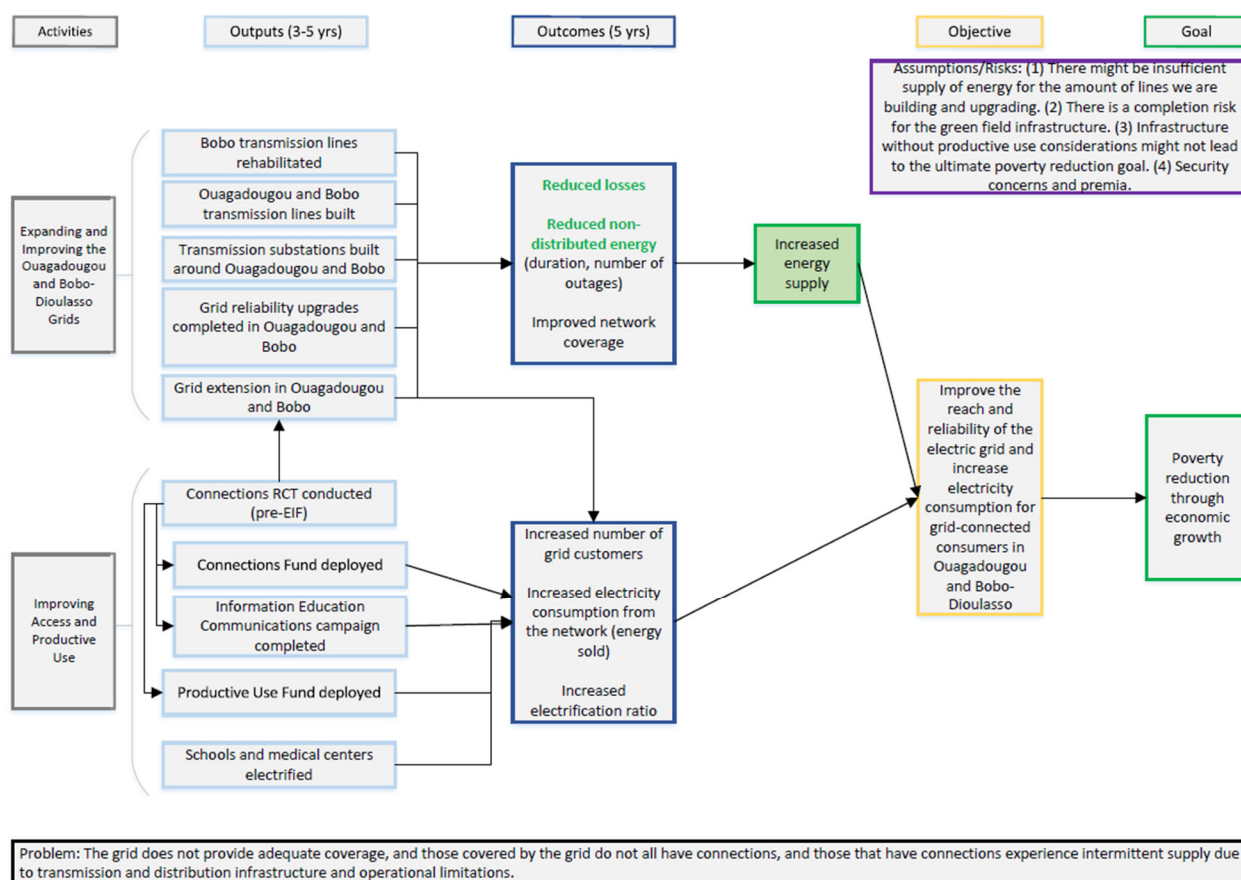 Activities
Outputs (3-5 yrs)
Outcomes (5 yrs)
Objective
Goal
Assumptions/Risks: (1) There might be insufficient
supply of energy for the amount of lines we are
building and upgrading. (2) There is a completion risk
for the green field infrastructure. (3) Infrastructure
without productive use considerations might not lead
to the ultimate poverty reduction goal. (4) Security
concerns and premia.
Expanding and
Improving the
Ouagadougou
and Bobo-
Dioulasso
Grids
Bobo transmission lines
rehabilitated
Ouagadougou and Bobo
transmission lines built
Transmission substations built
around Ouagadougou and Bobo
Grid reliability upgrades
completed in Ouagadougou and
Bobo
Grid extension in Ouagadougou
and Bobo
Reduced losses
Reduced non-
distributed energy
(duration, number of
outages)
Improved network
coverage
Increased
energy
supply
Improving
Access and
Productive
Use
Connections RCT conducted
(pre-EIF)
Connections Fund deployed
Information Education
Communications campaign
completed
Productive Use Fund deployed
Schools and medical centers
electrified
Increased number of
grid customers
Increased electricity
consumption from
the network (energy
sold)
Increased
electrification ratio
Improve the
reach and
reliability of the
electric grid and
increase
electricity
consumption for
grid-connected
consumers in
Ouagadougou
and Bobo-
Dioulasso
Poverty
reduction
through
economic
growth
Problem: The grid does not provide adequate coverage, and those covered by the grid do not all have connections, and those that have connections experience intermittent supply due
to transmission and distribution infrastructure and operational limitations.